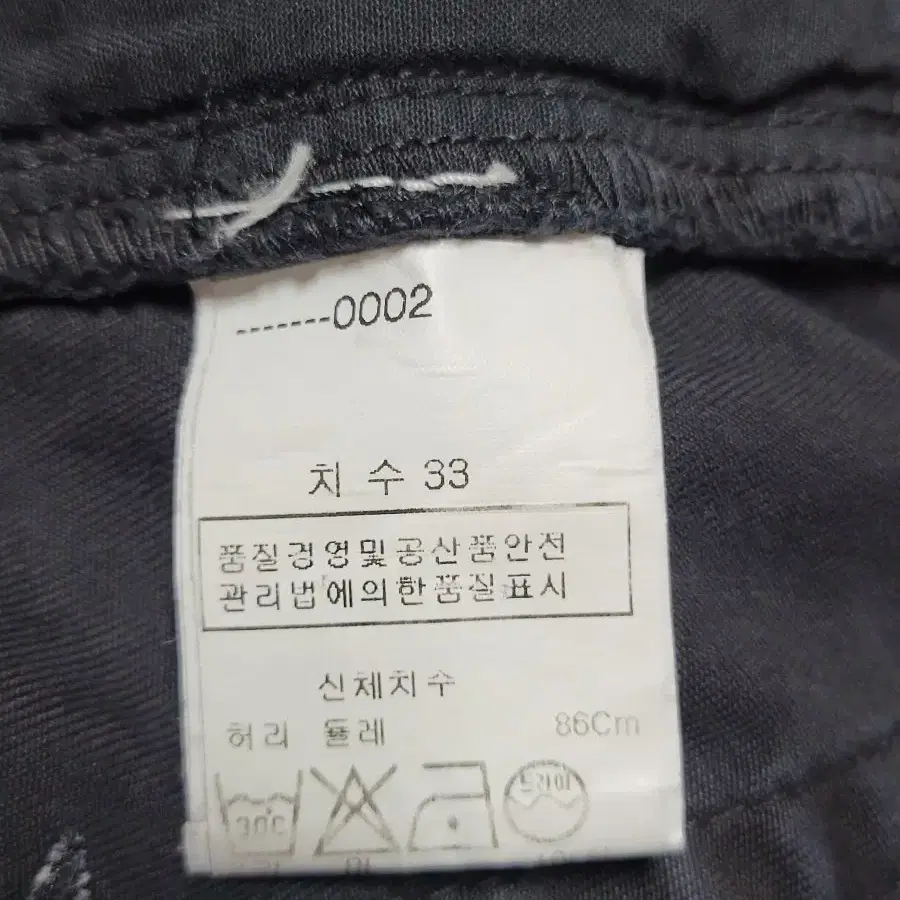 -------0002
치 수 33
품질경영및공산품안전
관리법에의한품질표시
신체치수
허리 둘레 86Cm
30℃ 드라이